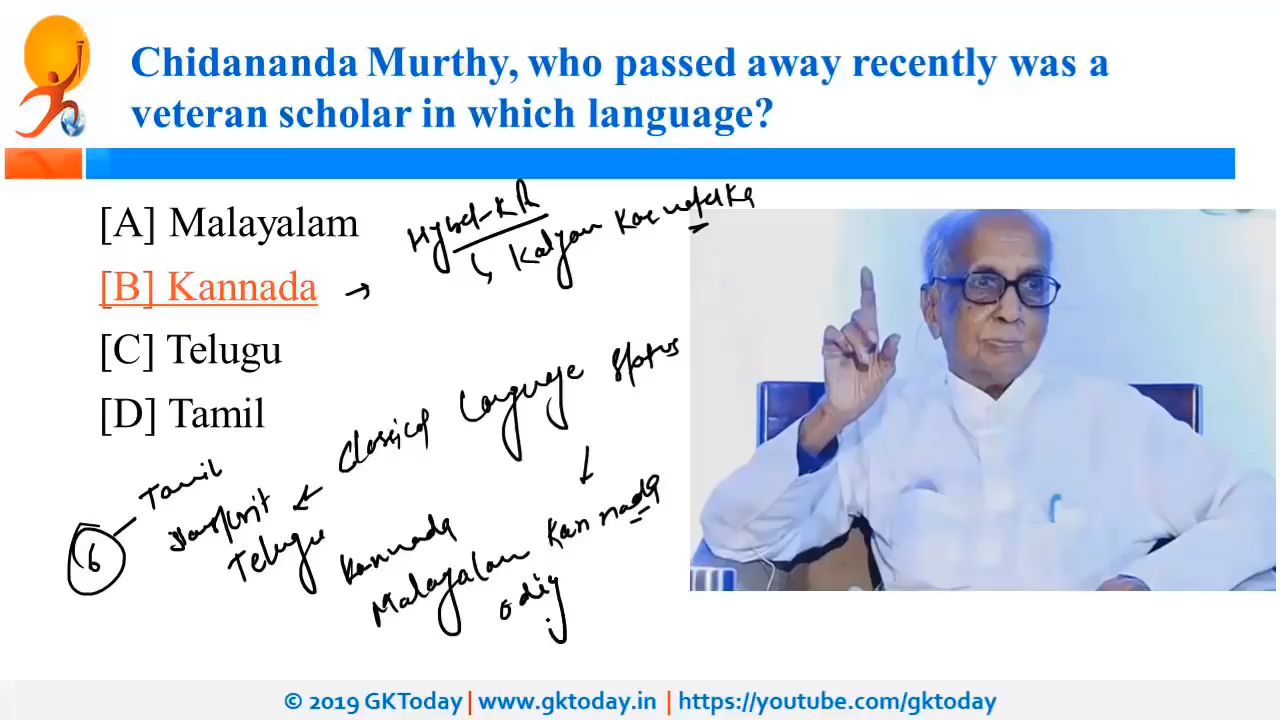 Chidananda Murthy, who passed away recently was a
veteran scholar in which language?
[A] Malayalam
[B] Kannada
[C] Telugu
[D] Tamil
Hybd-KR
Kalyan Karnataka
Classical Language Status
Kannada
6
Tamil
Sanskrit
Telugu
Kannada
Malayalam
odiy
© 2019 GKToday | www.gktoday.in | https://youtube.com/gktoday